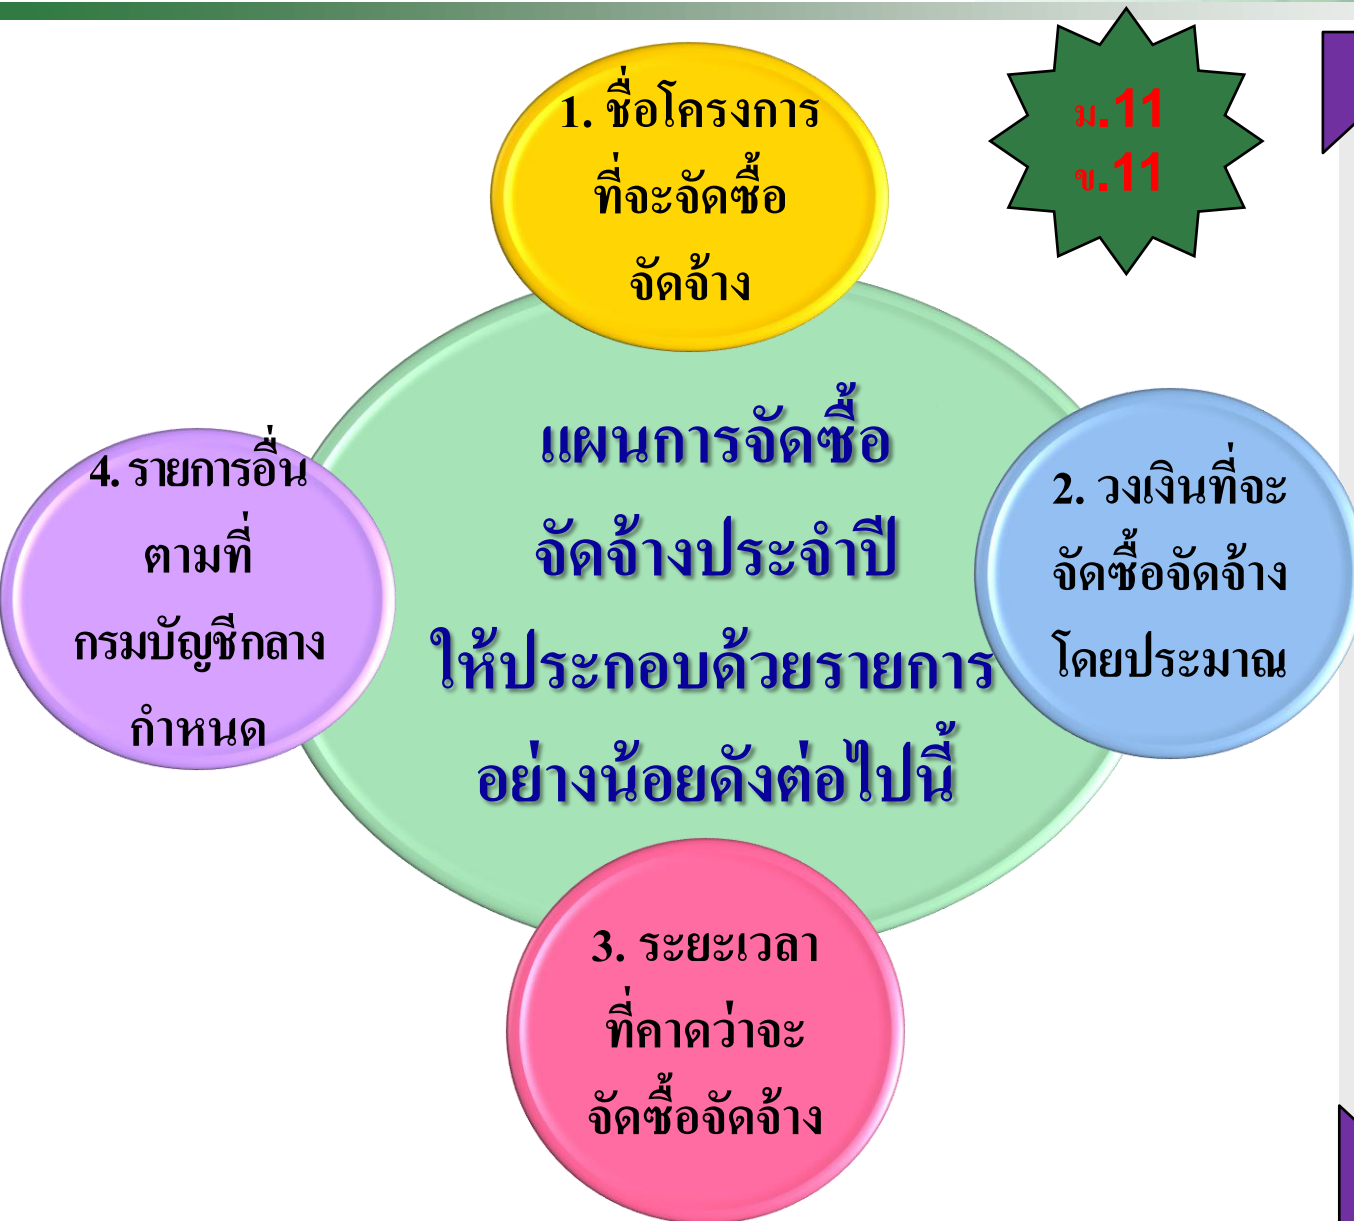 ม.11
ข.11
1. ชื่อโครงการ
ที่จะจัดซื้อ
จัดจ้าง
แผนการจัดซื้อ
จัดจ้างประจำปี
ให้ประกอบด้วยรายการ
อย่างน้อยดังต่อไปนี้
2. วงเงินที่จะ
จัดซื้อจัดจ้าง
โดยประมาณ
3. ระยะเวลา
ที่คาดว่าจะ
จัดซื้อจัดจ้าง
4. รายการอื่น
ตามที่
กรมบัญชีกลาง
กำหนด